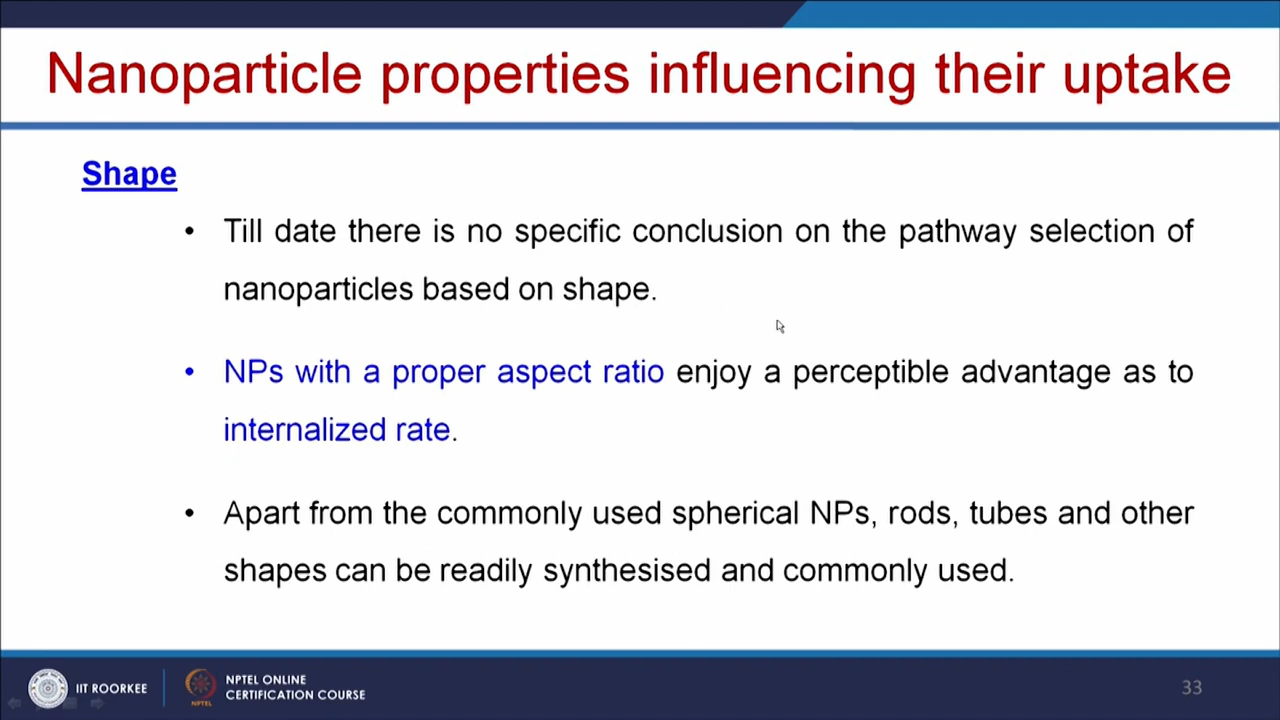 Nanoparticle properties influencing their uptake
Shape
• Till date there is no specific conclusion on the pathway selection of
nanoparticles based on shape.
• NPs with a proper aspect ratio enjoy a perceptible advantage as to
internalized rate.
• Apart from the commonly used spherical NPs, rods, tubes and other
shapes can be readily synthesised and commonly used.
IIT ROORKEE
NPTEL
NPTEL ONLINE
CERTIFICATION COURSE
33